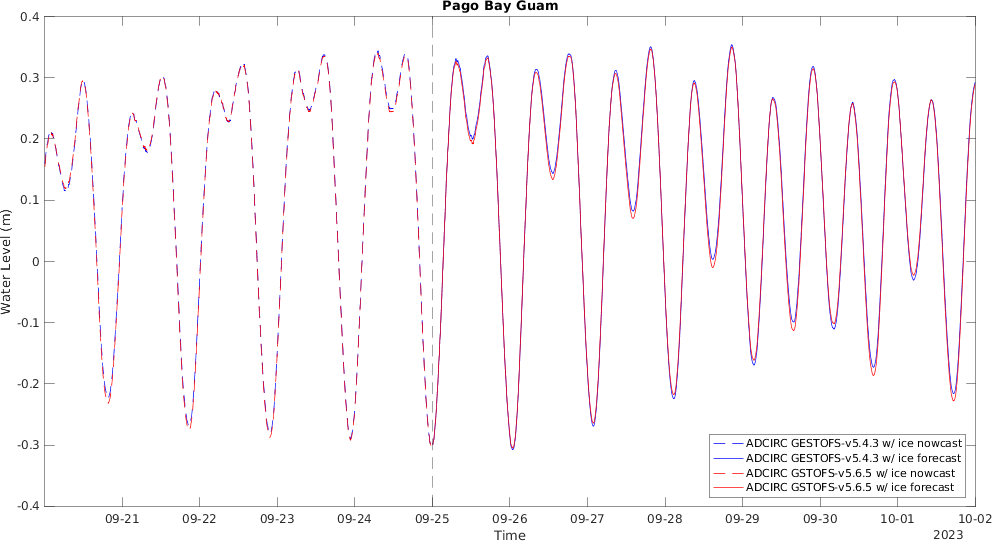 Pago Bay Guam
0.4
0.3
0.2
0.1
0
-0.1
-0.2
-0.3
-0.4
Water Level (m)
ADCIRC GESTOFS-v5.4.3 w/ ice nowcast
ADCIRC GESTOFS-v5.4.3 w/ ice forecast
ADCIRC GSTOFS-v5.6.5 w/ ice nowcast
ADCIRC GSTOFS-v5.6.5 w/ ice forecast
09-21 09-22 09-23 09-24 09-25 09-26 09-27 09-28 09-29 09-30 10-01 10-02
Time 2023